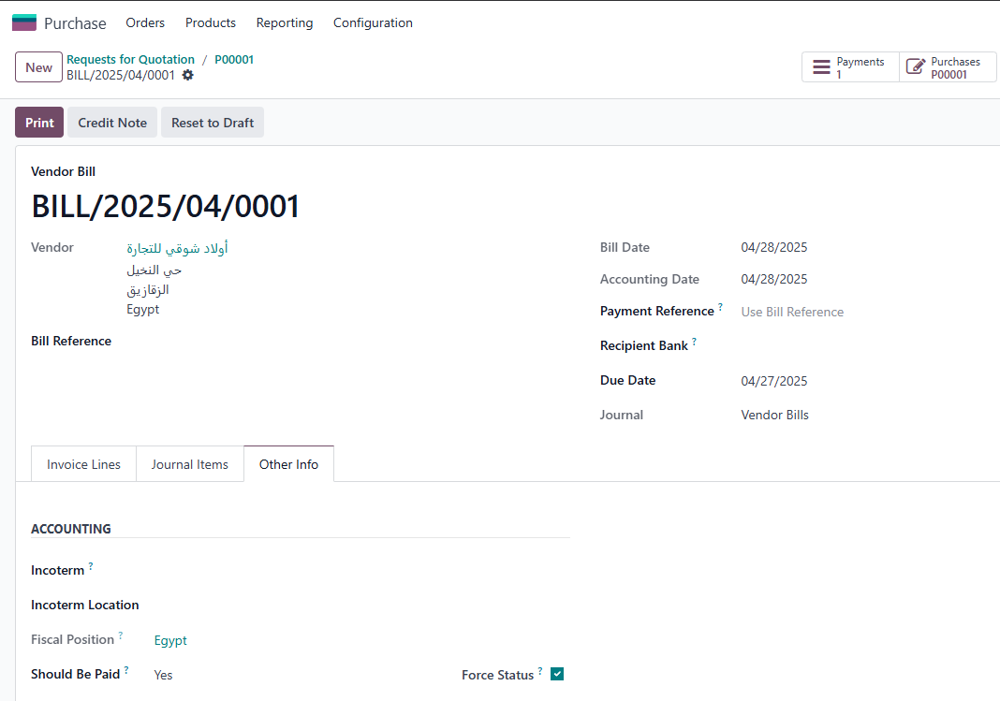 Purchase Orders Products Reporting Configuration
New
Requests for Quotation / P00001
BILL/2025/04/0001
Payments
1
Purchases
P00001
Print Credit Note Reset to Draft
Vendor Bill
BILL/2025/04/0001
Vendor
أولاد شوقي للتجارة
حي النخيل
الزقازيق
Egypt
Bill Reference
Bill Date 04/28/2025
Accounting Date 04/28/2025
Payment Reference ? Use Bill Reference
Recipient Bank ?
Due Date 04/27/2025
Journal Vendor Bills
Invoice Lines Journal Items Other Info
ACCOUNTING
Incoterm ?
Incoterm Location
Fiscal Position ? Egypt
Should Be Paid ? Yes Force Status ?